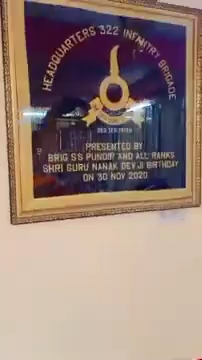 HEADQUARTERS 322 INFANTRY BRIGADE
PRESENTED BY
BRIG SS PUNDIR AND ALL RANKS
SHRI GURU NANAK DEV JI BIRTHDAY
ON 30 NOV 2020